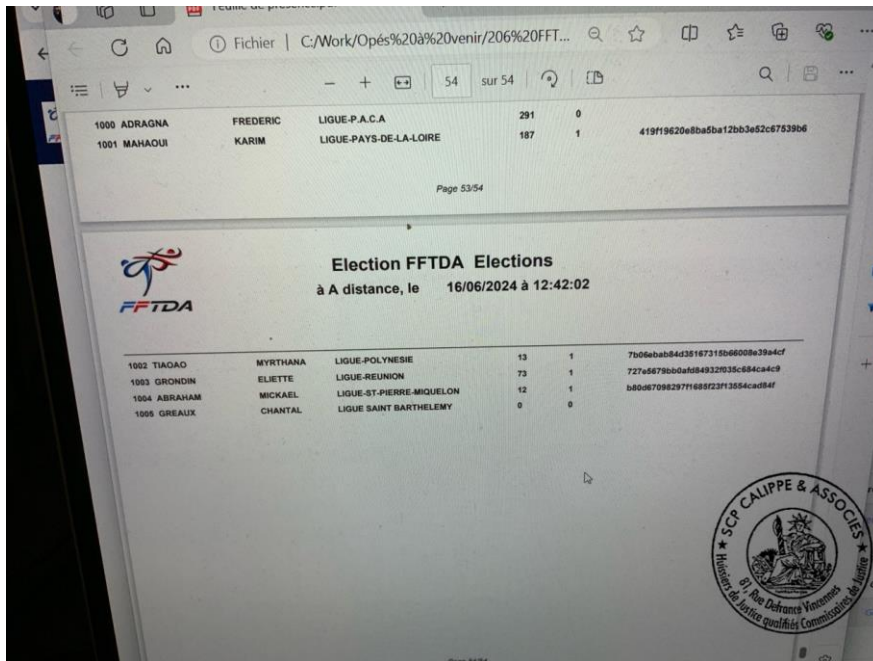 Fichier | C:/Work/Opés%20à%20venir/206%20FFT...
54 sur 54
1000 ADRAGNA FREDERIC LIGUE-P.A.C.A 291 0
1001 MAHAOUI KARIM LIGUE-PAYS-DE-LA-LOIRE 187 1 419f19620e8ba5ba12bb3e52c67539b6
Page 53/54
FFTDA
Election FFTDA Elections
à A distance, le 16/06/2024 à 12:42:02
1002 TIAOAO MYRTHANA LIGUE-POLYNESIE 13 1 7b06ebab84d35167315b66008e39a4cf
1003 GRONDIN ELIETTE LIGUE-REUNION 73 1 727e5679bb0afd84932f035c684ca4c9
1004 ABRAHAM MICKAEL LIGUE-ST-PIERRE-MIQUELON 12 1 b80d67098297f1685f23f13554cad84f
1005 GREAUX CHANTAL LIGUE SAINT BARTHELEMY 0 0
SCP CALIPPE & ASSOCIES
81, Rue Defrance Vincennes
Huissiers de Justice qualifiés Commissaires de Justice